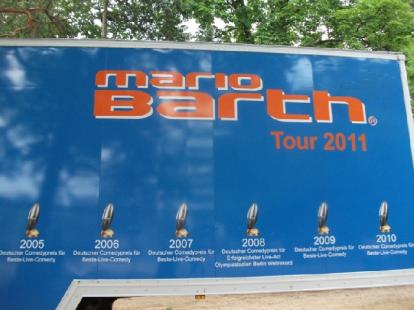 mario
Barth®
Tour 2011
2005
Deutscher Comedypreis für
Beste-Live-Comedy
2006
Deutscher Comedypreis für
Beste-Live-Comedy
2007
Deutscher Comedypreis für
Beste-Live-Comedy
2008
Deutscher Comedypreis für
Erfolgreichster Live-Act
Olympiastadion Berlin Weltrekord
2009
Deutscher Comedypreis für
Beste-Live-Comedy
2010
Deutscher Comedypreis für
Beste-Live-Comedy